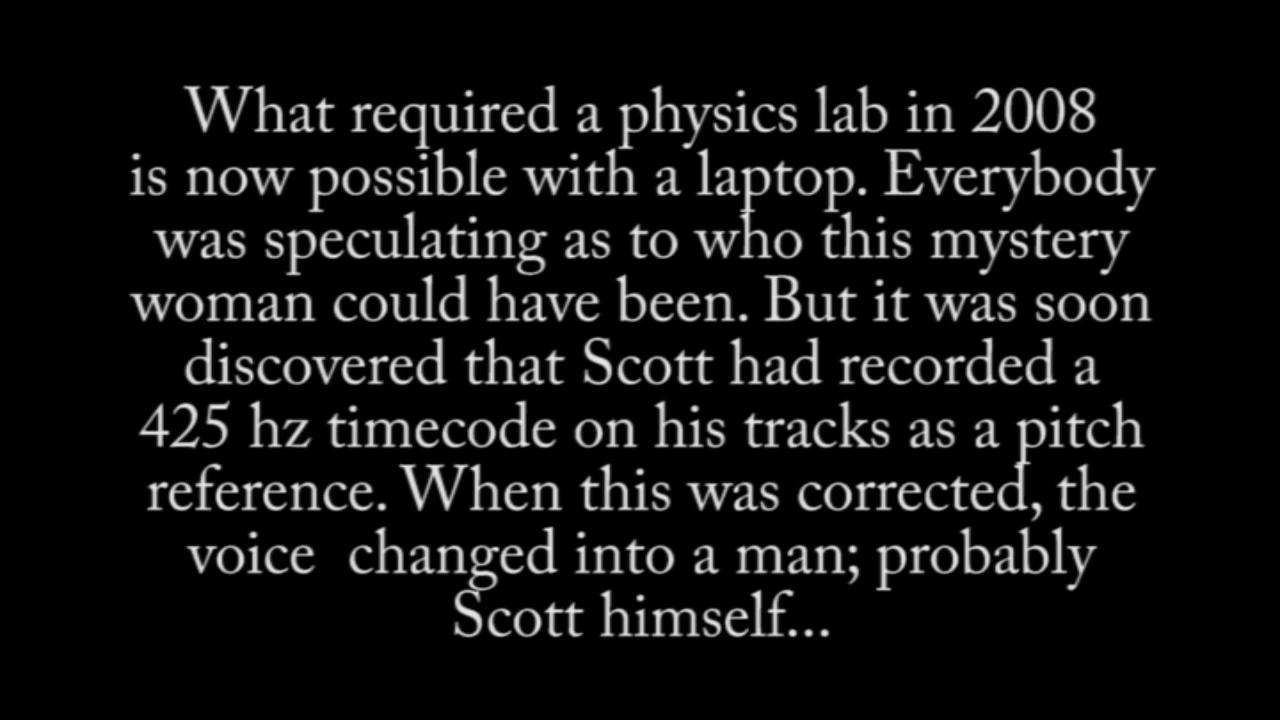 What required a physics lab in 2008
is now possible with a laptop. Everybody
was speculating as to who this mystery
woman could have been. But it was soon
discovered that Scott had recorded a
425 hz timecode on his tracks as a pitch
reference. When this was corrected, the
voice  changed into a man; probably
Scott himself...